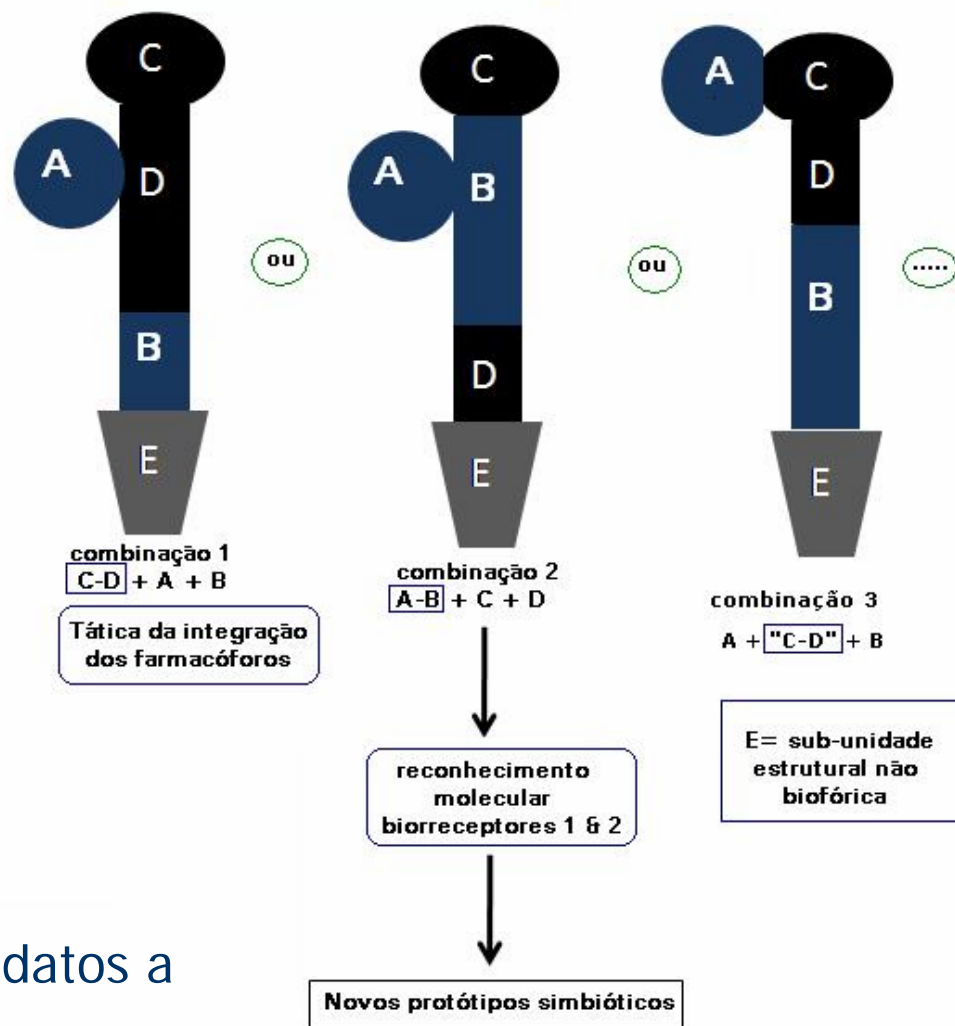 C
A
D
B
E
combinação 1
C-D + A + B
Tática da integração
dos farmacóforos
ou
C
A
B
D
E
combinação 2
A-B + C + D
reconhecimento
molecular
biorreceptores 1 & 2
Novos protótipos simbióticos
ou
A
C
D
B
E
combinação 3
A + "C-D" + B
E= sub-unidade
estrutural não
biofórica
.....
datos a